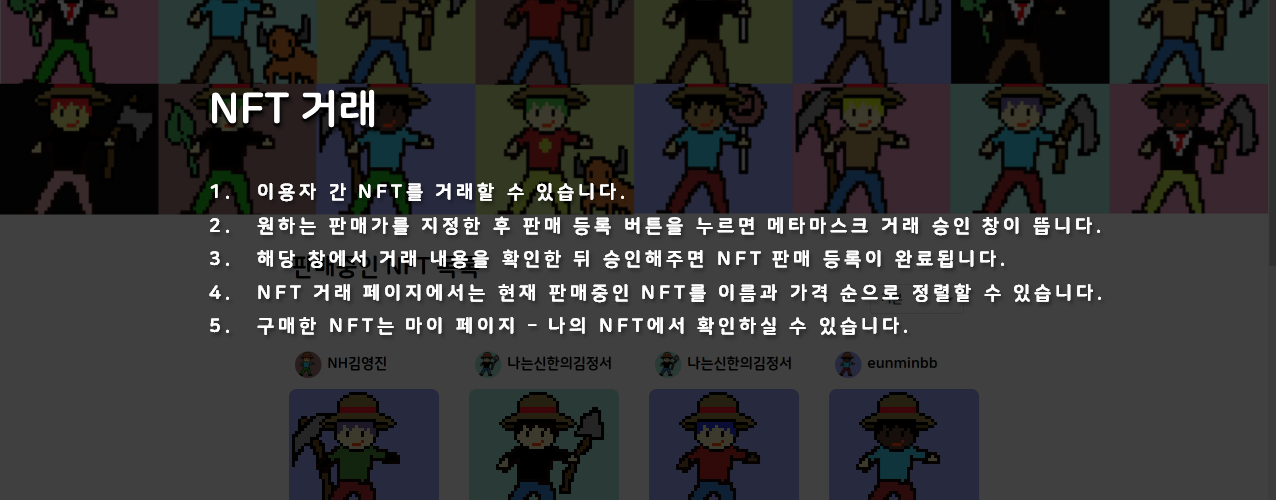 NFT 거래
1. 이용자 간 NFT를 거래할 수 있습니다.
2. 원하는 판매가를 지정한 후 판매 등록 버튼을 누르면 메타마스크 거래 승인 창이 뜹니다.
판매중인 NFT 목록
3. 해당 창에서 거래 내용을 확인한 뒤 승인해주면 NFT 판매 등록이 완료됩니다.
4. NFT 거래 페이지에서는 현재 판매중인 NFT를 이름과 가격 순으로 정렬할 수 있습니다.
5. 구매한 NFT는 마이 페이지 - 나의 NFT에서 확인하실 수 있습니다.
NH김영진 나는신한의김정서 나는신한의김정서 eunminbb